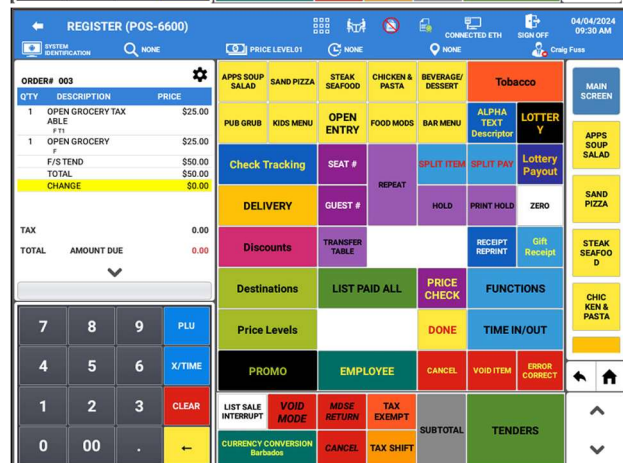 REGISTER (POS-6600)
CONNECTED ETH
SIGN OFF
04/04/2024
09:30 AM
SYSTEM
IDENTIFICATION
NONE
PRICE LEVEL01
NONE
NONE
Craig Fuss
ORDER# 003
Q'TY DESCRIPTION PRICE
1 OPEN GROCERY TAX $25.00
ABLE
F T1
1 OPEN GROCERY $25.00
F
F/S TEND $50.00
TOTAL $50.00
CHANGE $0.00
TAX 0.00
TOTAL AMOUNT DUE 0.00
7 8 9 PLU
4 5 6 X/TIME
1 2 3 CLEAR
0 00 . ←
APPS SOUP
SALAD
SAND PIZZA
STEAK
SEAFOOD
CHICKEN &
PASTA
BEVERAGE/
DESSERT
Tobacco
PUB GRUB
KIDS MENU
OPEN
ENTRY
FOOD MODS
BAR MENU
ALPHA
TEXT
Descriptor
LOTTER
Y
Check Tracking
SEAT #
REPEAT
SPLIT ITEM
SPLIT PAY
Lottery
Payout
DELIVERY
GUEST #
HOLD
PRINT HOLD
ZERO
Discounts
TRANSFER
TABLE
RECEIPT
REPRINT
Gift
Receipt
Destinations
LIST PAID ALL
PRICE
CHECK
FUNCTIONS
Price Levels
DONE
TIME IN/OUT
PROMO
EMPLOYEE
CANCEL
VOID ITEM
ERROR
CORRECT
LIST SALE
INTERRUPT
VOID
MODE
MDSE
RETURN
TAX
EXEMPT
SUBTOTAL
TENDERS
CURRENCY CONVERSION
Barbados
CANCEL
TAX SHIFT
MAIN
SCREEN
APPS
SOUP
SALAD
SAND
PIZZA
STEAK
SEAFOO
D
CHIC
KEN &
PASTA